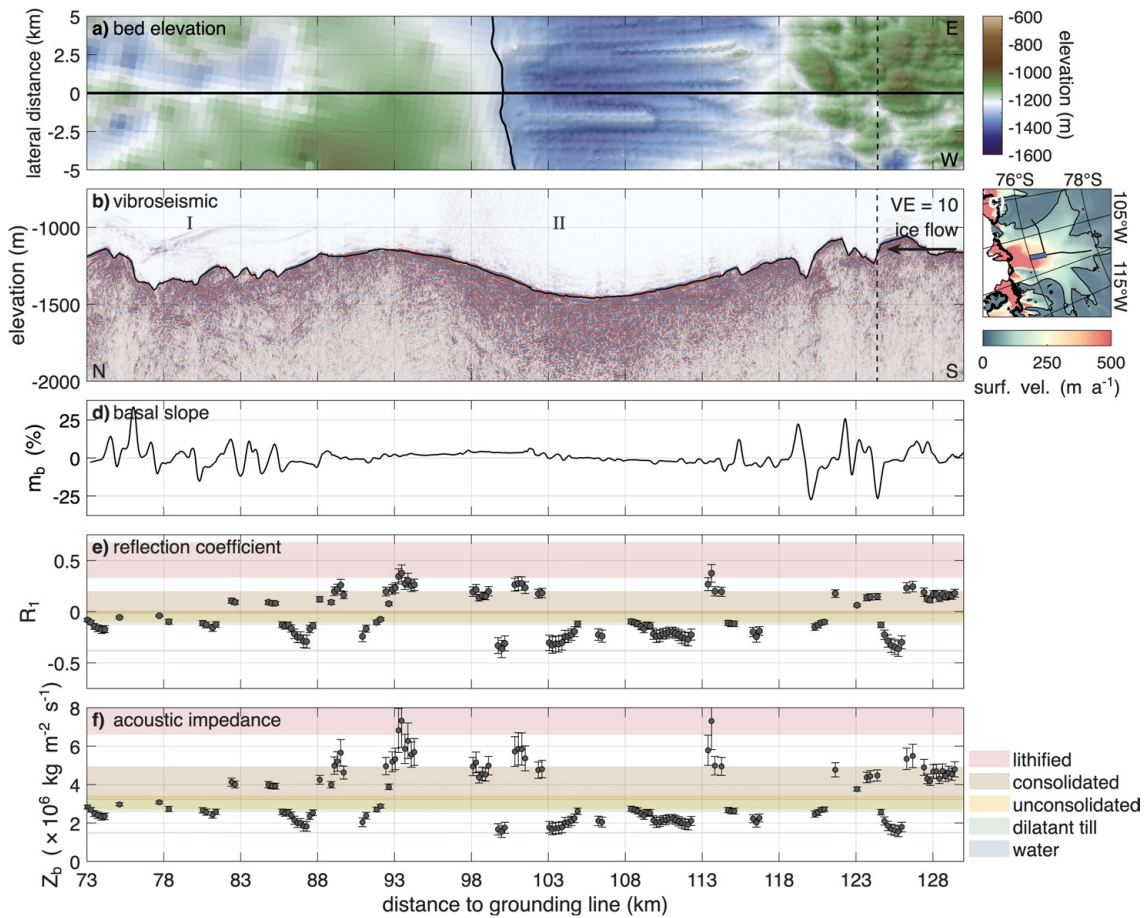 a) bed elevation
E
W
5
2.5
0
-2.5
-5
lateral distance (km)
-600
-800
-1000
-1200
-1400
-1600
elevation (m)
b) vibroseismic
I
II
VE = 10
ice flow
N
S
-1000
-1500
-2000
elevation (m)
76°S
78°S
105°W
115°W
0
250
500
surf. vel. (m a⁻¹)
d) basal slope
25
0
-25
m_b (%)
e) reflection coefficient
0.5
0
-0.5
R₁
f) acoustic impedance
8
6
4
2
0
Z_b (×10⁶ kg m⁻² s⁻¹)
73
78
83
88
93
98
103
108
113
118
123
128
distance to grounding line (km)
lithified
consolidated
unconsolidated
dilatant till
water